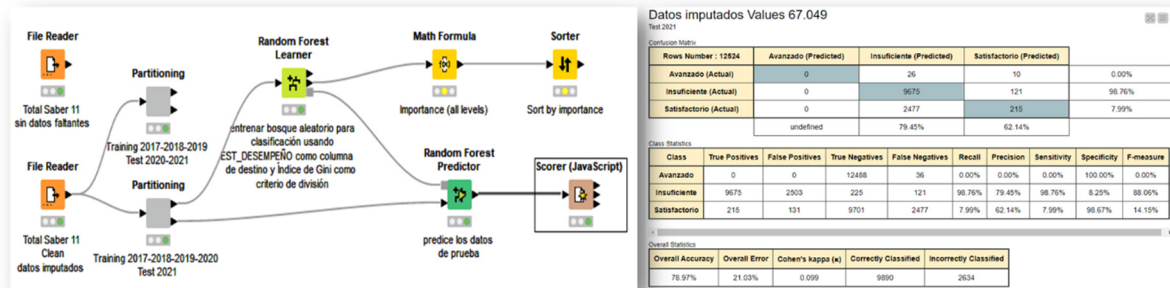 File Reader
Total Saber 11
sin datos faltantes
Partitioning
Training 2017-2018-2019
Test 2020-2021
File Reader
Total Saber 11
Clean
datos imputados
Partitioning
Training 2017-2018-2019-2020
Test 2021
Random Forest
Learner
entrenar bosque aleatorio para
clasificación usando
EST_DESEMPEÑO como columna
de destino y Índice de Gini como
criterio de división
Math Formula
Importance (all levels)
Sorter
Sort by importance
Random Forest
Predictor
predice los datos
de prueba
Scorer (JavaScript)
Datos imputados Values 67.049
Test 2021
Confusion Matrix
Rows Number : 12524 Avanzado (Predicted) Insuficiente (Predicted) Satisfactorio (Predicted)
Avanzado (Actual) 0 26 10 0.00%
Insuficiente (Actual) 0 9675 121 98.76%
Satisfactorio (Actual) 0 2477 215 7.99%
undefined 79.45% 62.14%
Class Statistics
Class True Positives False Positives True Negatives False Negatives Recall Precision Sensitivity Specificity F-measure
Avanzado 0 0 12488 36 0.00% 0.00% 0.00% 100.00% 0.00%
Insuficiente 9675 2503 225 121 98.76% 79.45% 98.76% 8.25% 88.06%
Satisfactorio 215 131 9701 2477 7.99% 62.14% 7.99% 98.67% 14.15%
Overall Statistics
Overall Accuracy Overall Error Cohen's kappa (κ) Correctly Classified Incorrectly Classified
78.97% 21.03% 0.099 9890 2634